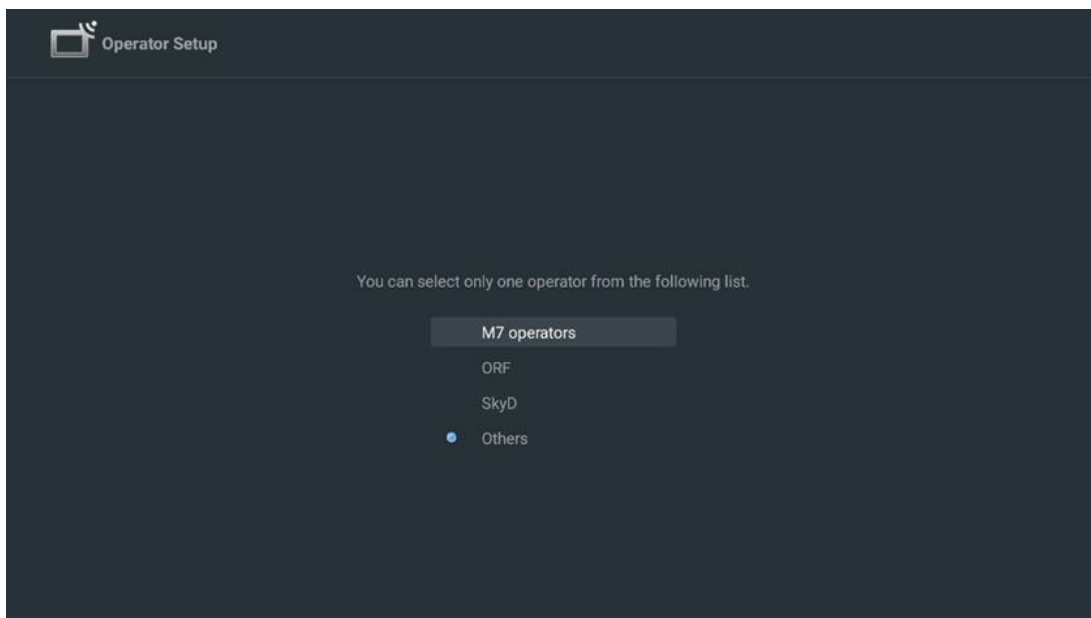 Operator Setup
You can select only one operator from the following list.
M7 operators
ORF
SkyD
Others